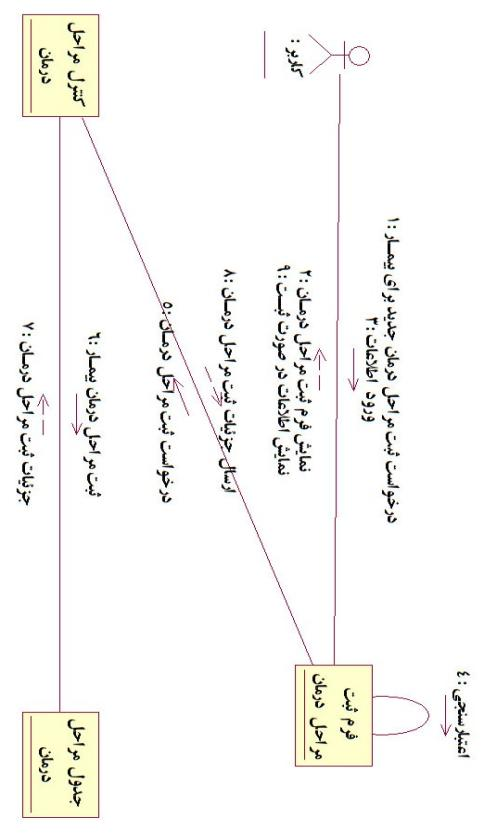 کاربر :
۱: درخواست ثبت مراحل درمان جدید برای بیمار
۳: ورود اطلاعات
۲: نمایش فرم ثبت مراحل درمان
۹: نمایش اطلاعات در صورت ثبت
۴: اعتبارسنجی
فرم ثبت
مراحل درمان
۸: ارسال جزئیات ثبت مراحل درمان
۵: درخواست ثبت مراحل درمان
کنترل مراحل
درمان
۶: ثبت مراحل درمان بیمار
۷: جزئیات ثبت مراحل درمان
جدول مراحل
درمان